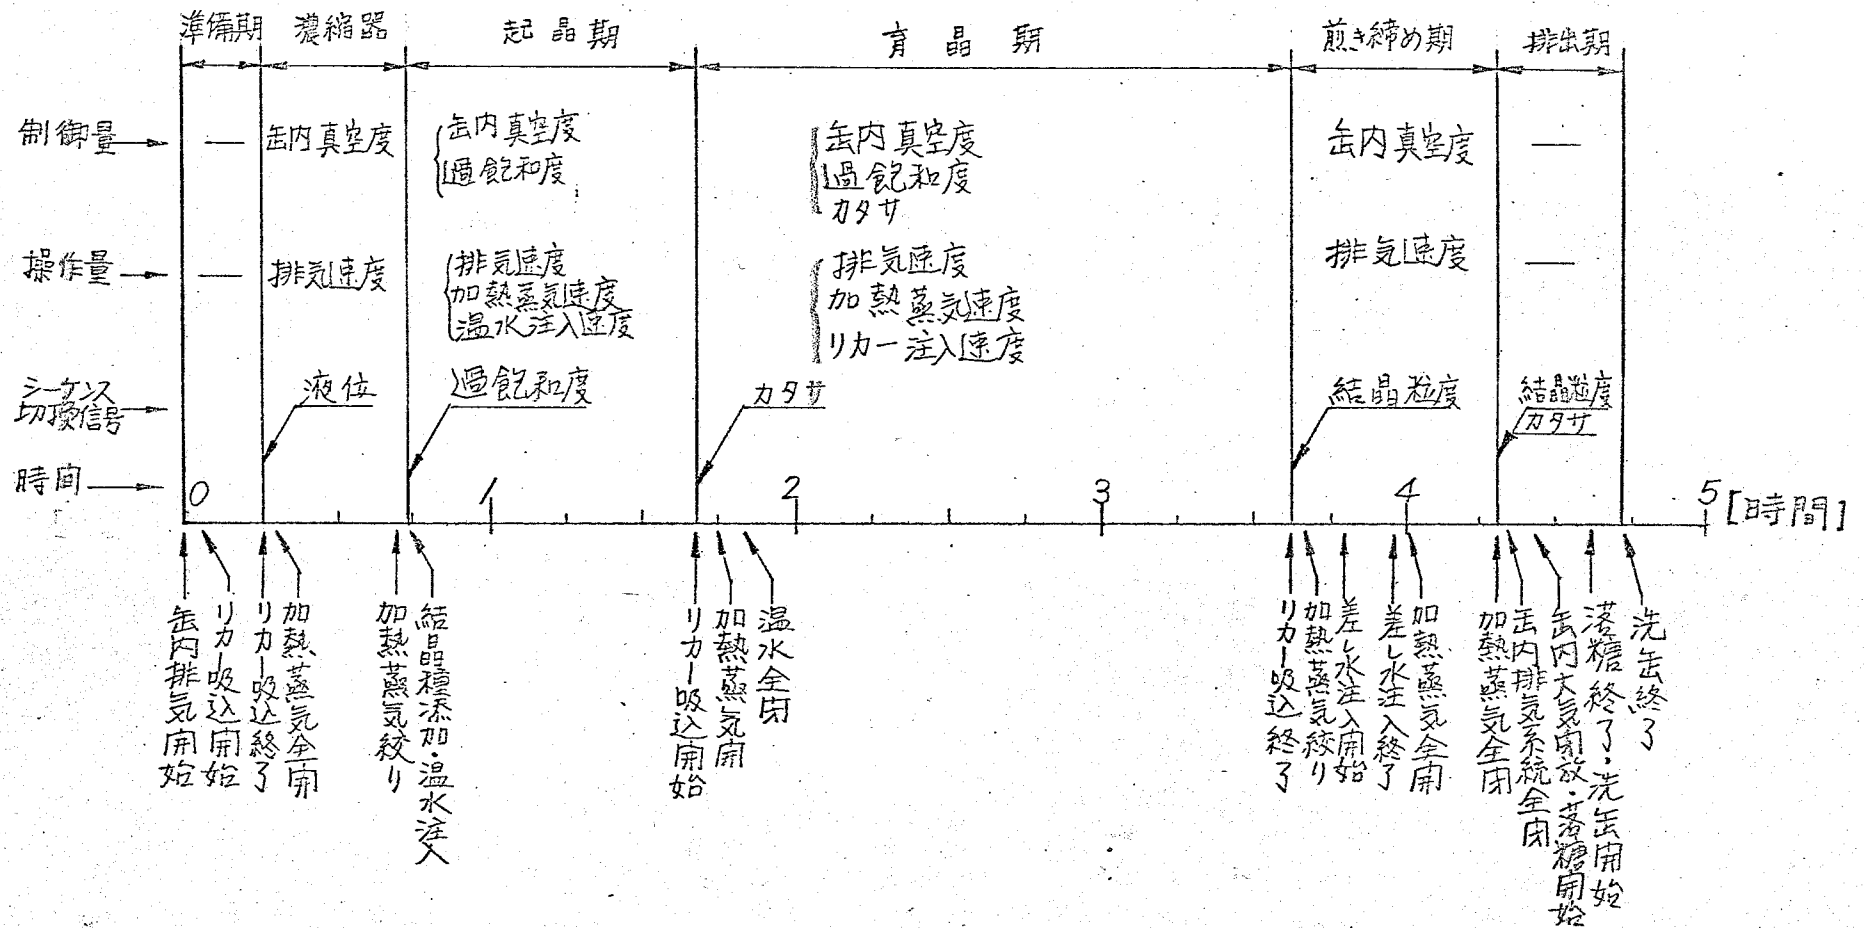 準備期 濃縮器 起晶期 育晶期 煎き締め期 排出期
制御量 — 缶内真空度 缶内真空度 缶内真空度 缶内真空度 —
過飽和度 過飽和度
カタサ
操作量 — 排気速度 排気速度 排気速度 排気速度 —
加熱蒸気速度 加熱蒸気速度
温水注入速度 リカー注入速度
シーケンス
切換信号
液位 過飽和度 カタサ 結晶粒度 結晶粒度
カタサ
時間 0 1 2 3 4 5 [時間]
缶内排気開始
リカー吸込開始
リカー吸込終了
加熱蒸気全開
加熱蒸気絞り
結晶種添加・温水注入
リカー吸込開始
加熱蒸気開
温水全閉
リカー吸込終了
加熱蒸気絞り
差し水注入開始
差し水注入終了
加熱蒸気全開
加熱蒸気全閉
缶内排気系統全閉
缶内大気開放・落糖開始
落糖終了・洗缶開始
洗缶終了